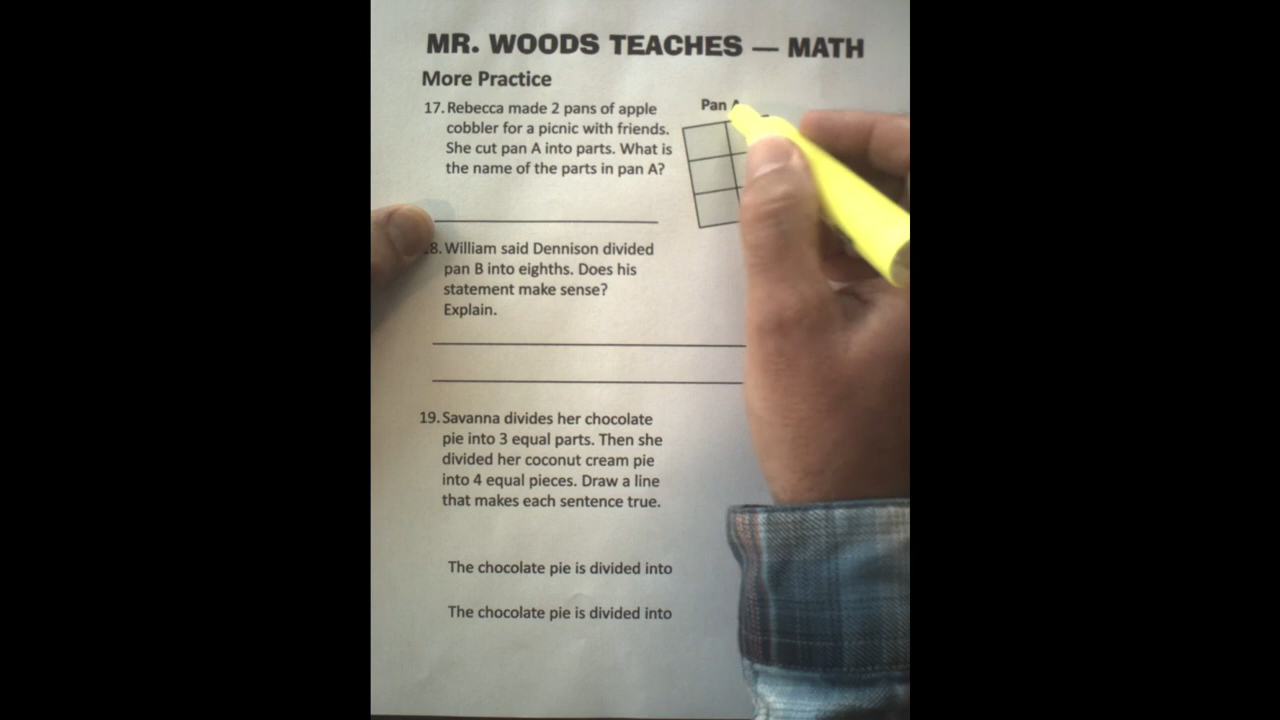 MR. WOODS TEACHES — MATH
More Practice
17. Rebecca made 2 pans of apple
cobbler for a picnic with friends.
She cut pan A into parts. What is
the name of the parts in pan A?
Pan A
8. William said Dennison divided
pan B into eighths. Does his
statement make sense?
Explain.
19. Savanna divides her chocolate
pie into 3 equal parts. Then she
divided her coconut cream pie
into 4 equal pieces. Draw a line
that makes each sentence true.
The chocolate pie is divided into
The chocolate pie is divided into